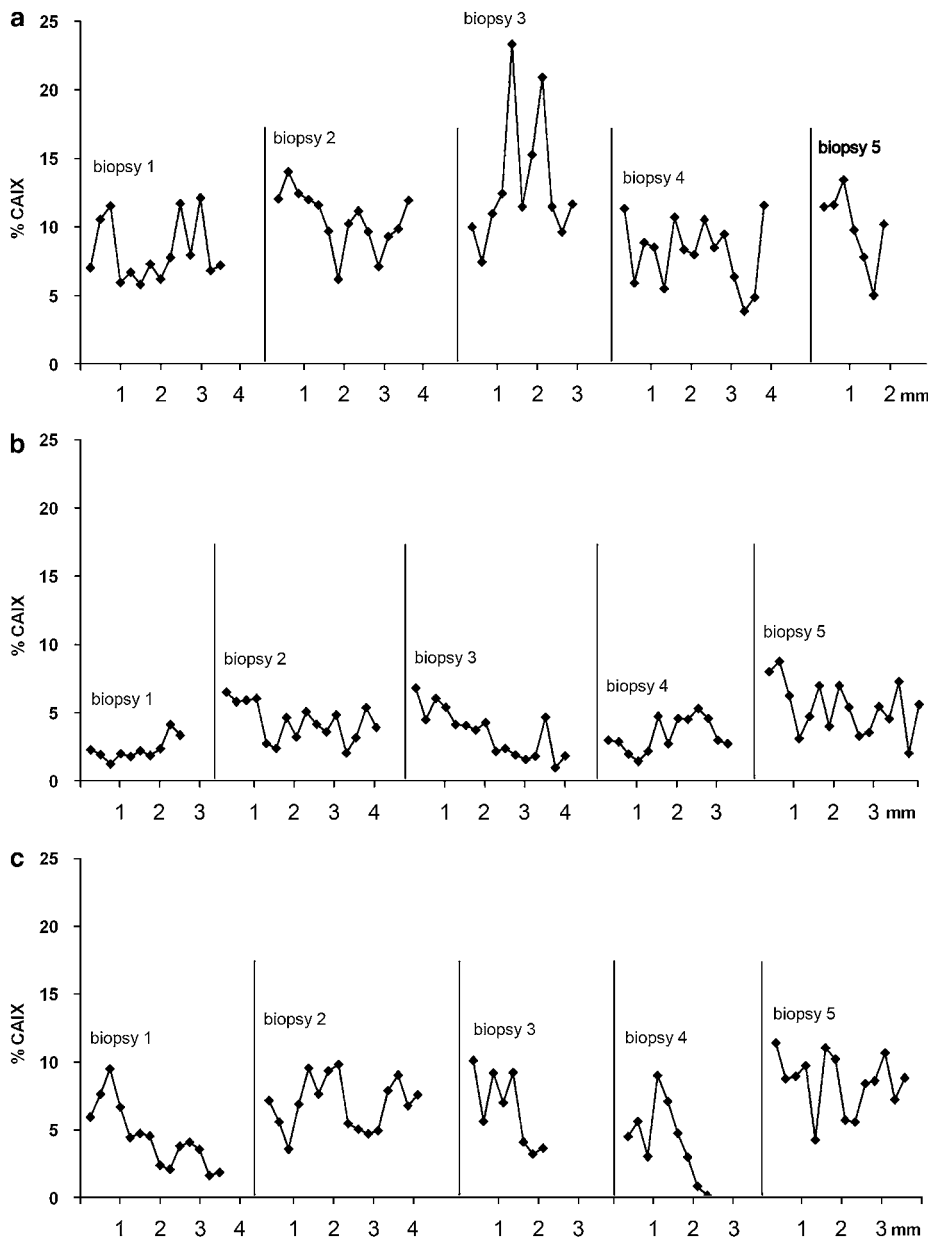 a
25
20
15
10
5
0
% CAIX
biopsy 1
biopsy 2
biopsy 3
biopsy 4
biopsy 5
1 2 3 4 1 2 3 4 1 2 3 1 2 3 4 1 2 mm
b
25
20
15
10
5
0
% CAIX
biopsy 1
biopsy 2
biopsy 3
biopsy 4
biopsy 5
1 2 3 1 2 3 4 1 2 3 4 1 2 3 1 2 3 mm
c
25
20
15
10
5
0
% CAIX
biopsy 1
biopsy 2
biopsy 3
biopsy 4
biopsy 5
1 2 3 4 1 2 3 4 1 2 3 1 2 3 1 2 3 mm